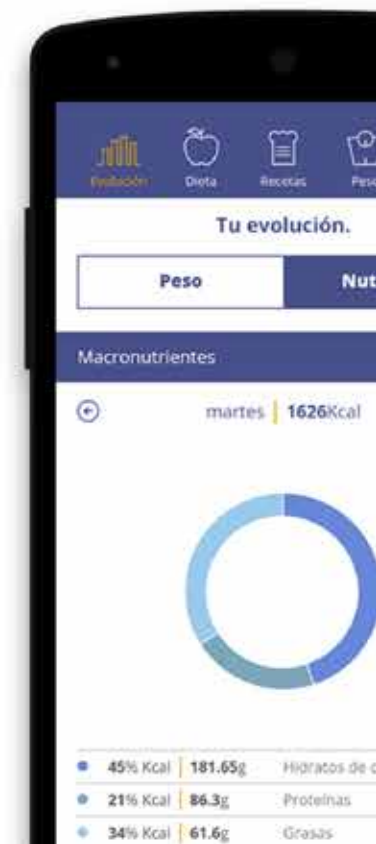 Evolución Dieta Recetas Peso
Tu evolución.
Peso Nut
Macronutrientes
martes 1626Kcal
45% Kcal 181.65g Hidratos de c
21% Kcal 86.3g Proteínas
34% Kcal 61.6g Grasas